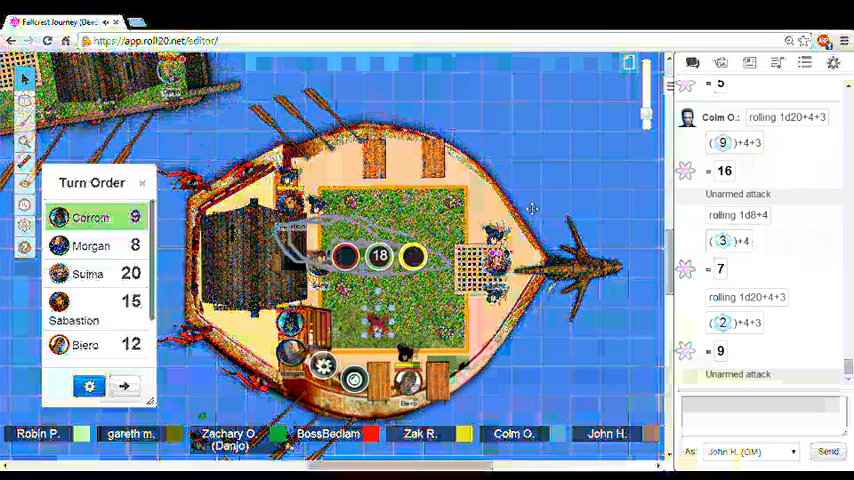 Fallcrest Journey (Dead
https://app.roll20.net/editor/
Turn Order
Corrom 9
Morgan 8
Suima 20
15
Sabastion
Biero 12
18
Biero
= 5
Colm O.: rolling 1d20+4+3
(9)+4+3
= 16
Unarmed attack
rolling 1d8+4
(3)+4
= 7
rolling 1d20+4+3
(2)+4+3
= 9
Unarmed attack
Robin P.
gareth m.
Zachary O.
(Danjo)
BossBedlam
Zak R.
Colm O.
John H.
As: John H. (GM)
Send